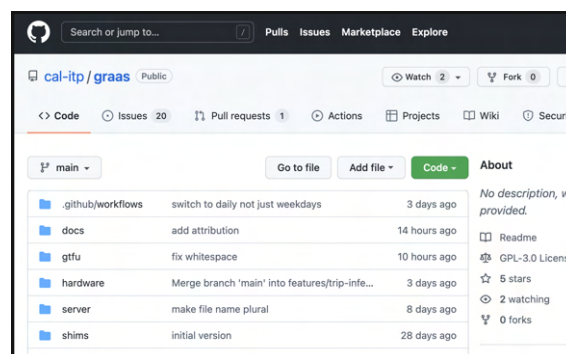 Search or jump to... / Pulls Issues Marketplace Explore
cal-itp / graas Public Watch 2 Fork 0
Code Issues 20 Pull requests 1 Actions Projects Wiki
main Go to file Add file Code About
No description,
provided.
.github/workflows switch to daily not just weekdays 3 days ago
docs add attribution 14 hours ago
Readme
gtfu fix whitespace 10 hours ago
GPL-3.0
hardware Merge branch 'main' into features/trip-infe... 3 days ago
5 stars
2 watching
server make file name plural 8 days ago
0 forks
shims initial version 28 days ago